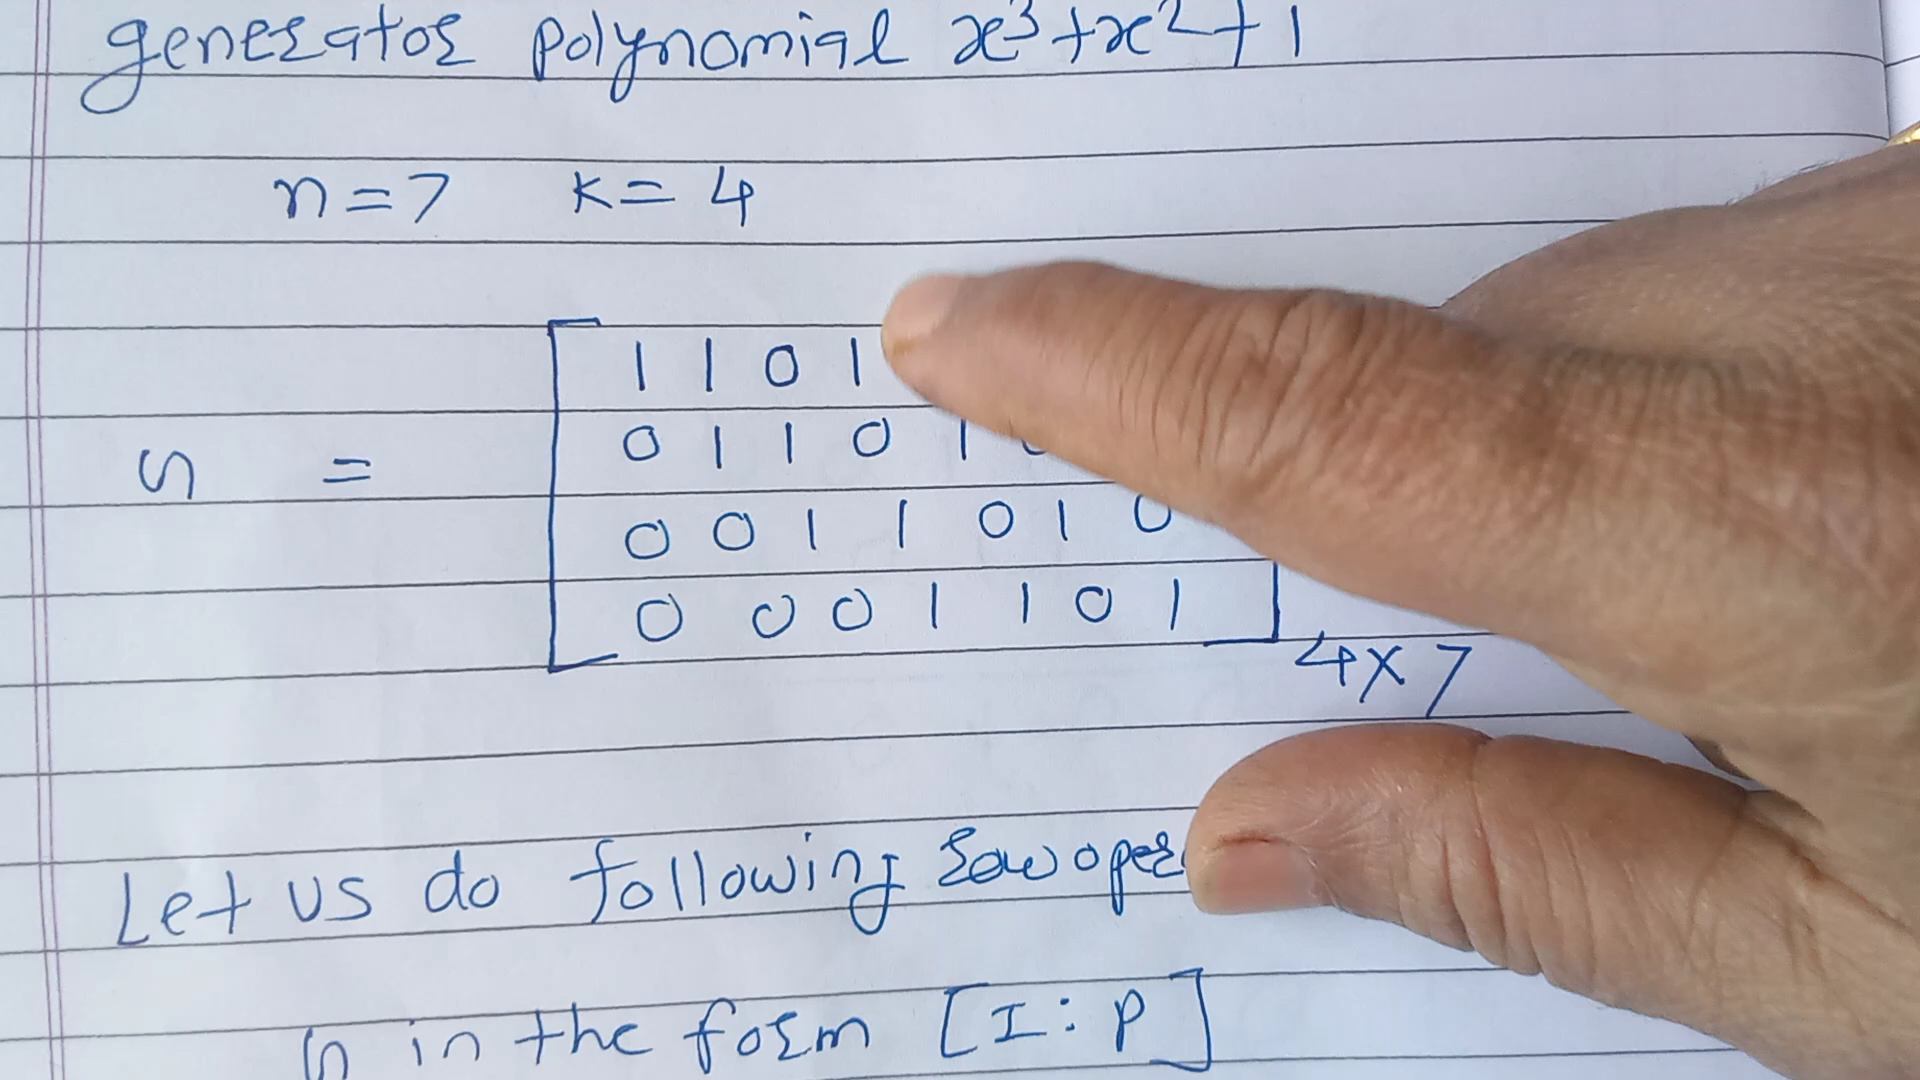 generator polynomial x³+x²+1
n=7 k=4
1 1 0 1
0 1 1 0 1
G = 0 0 1 1 0 1 0
0 0 0 1 1 0 1
4×7
Let us do following row oper
G in the form [I:P]